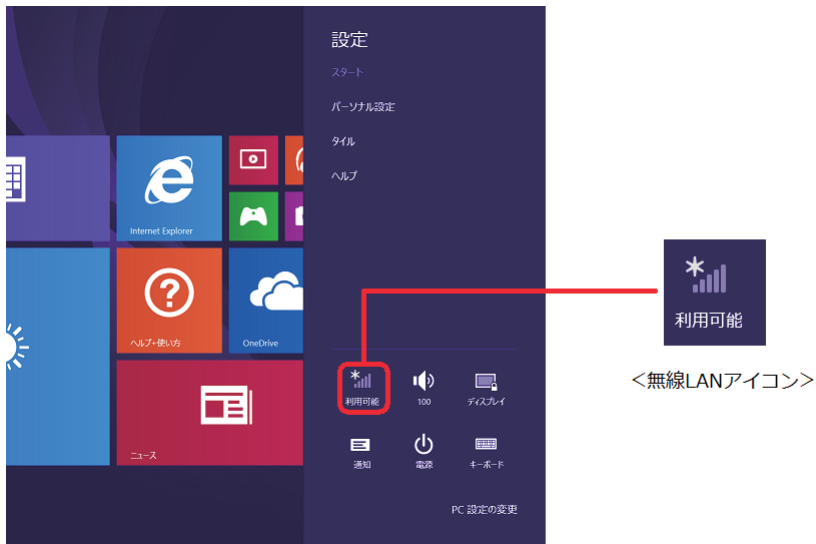 設定
スタート
パーソナル設定
タイル
ヘルプ
Internet Explorer
ヘルプ+使い方
OneDrive
ニュース
利用可能
100
ディスプレイ
通知
電源
キーボード
PC 設定の変更
利用可能
<無線LANアイコン>